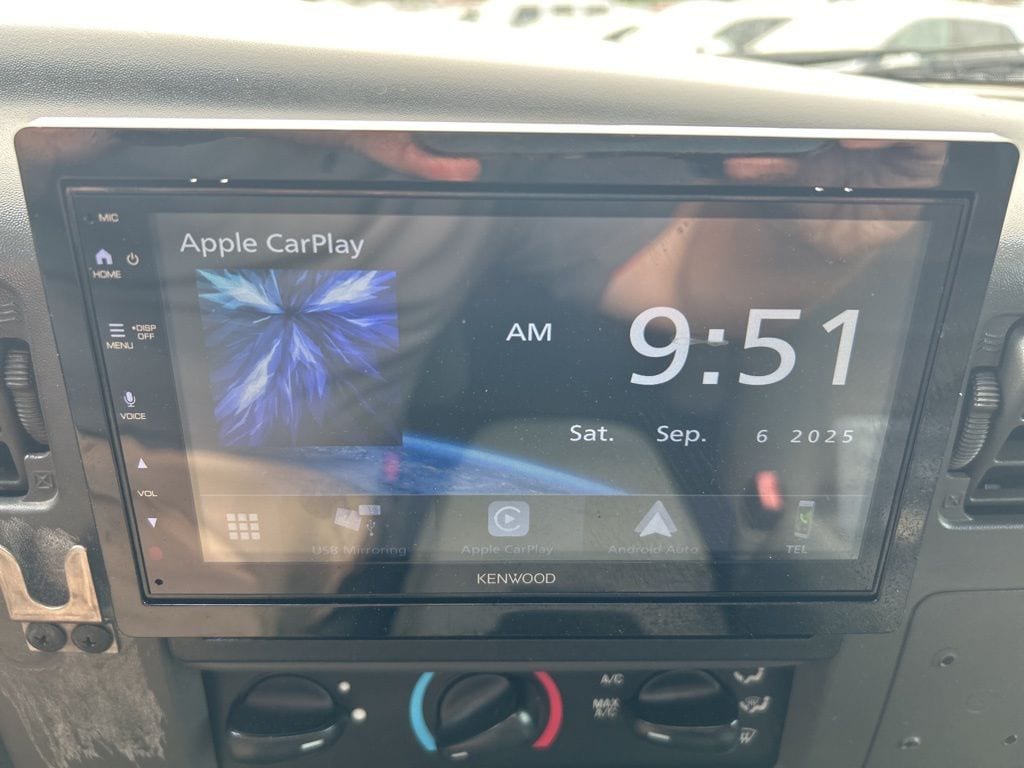 MIC
HOME
Apple CarPlay
AM 9:51
•DISP
OFF
MENU
VOICE
Sat. Sep. 6 2025
VOL
USB Mirroring Apple CarPlay Android Auto TEL
KENWOOD
A/C
MAX
A/C